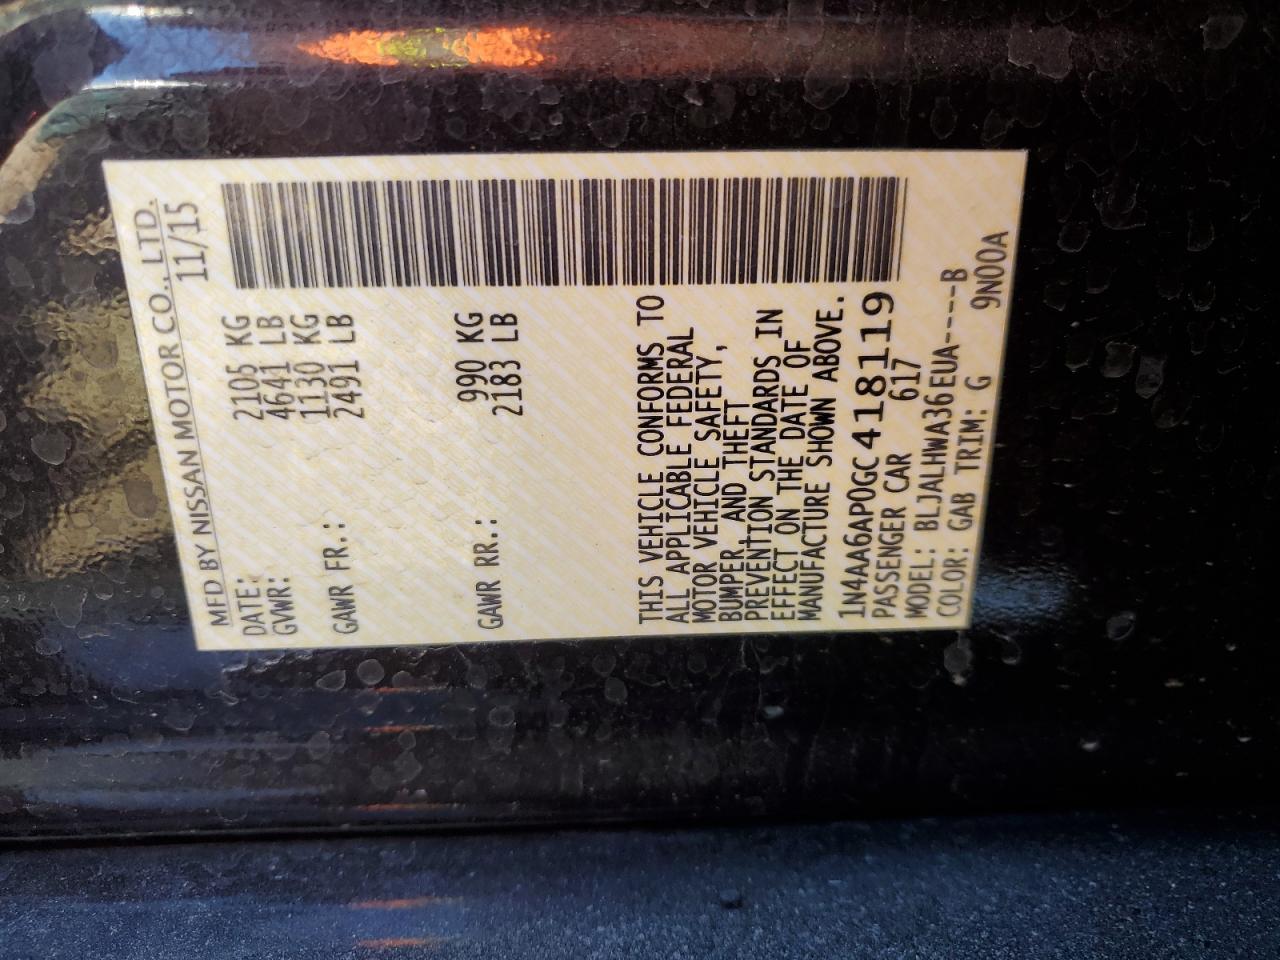 MFD BY NISSAN MOTOR CO., LTD.
DATE: 11/15
GVWR: 2105 KG
4641 LB
GAWR FR.: 1130 KG
2491 LB
GAWR RR.: 990 KG
2183 LB
THIS VEHICLE CONFORMS TO
ALL APPLICABLE FEDERAL
MOTOR VEHICLE SAFETY,
BUMPER, AND THEFT
PREVENTION STANDARDS IN
EFFECT ON THE DATE OF
MANUFACTURE SHOWN ABOVE.
1N4AA6AP0GC418119
PASSENGER CAR 617
MODEL: BLJALHWA36EUA----B
COLOR: GAB TRIM: G 9N00A